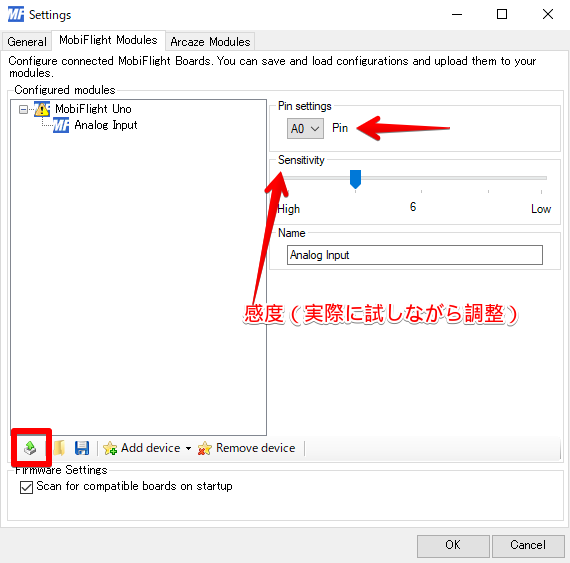 Settings
General
MobiFlight Modules
Arcaze Modules
Configure connected MobiFlight Boards. You can save and load configurations and upload them to your
modules.
Configured modules
MobiFlight Uno
Analog Input
Pin settings
A0
Pin
Sensitivity
High
6
Low
Name
Analog Input
感度（実際に試しながら調整）
Add device
Remove device
Firmware Settings
Scan for compatible boards on startup
OK
Cancel